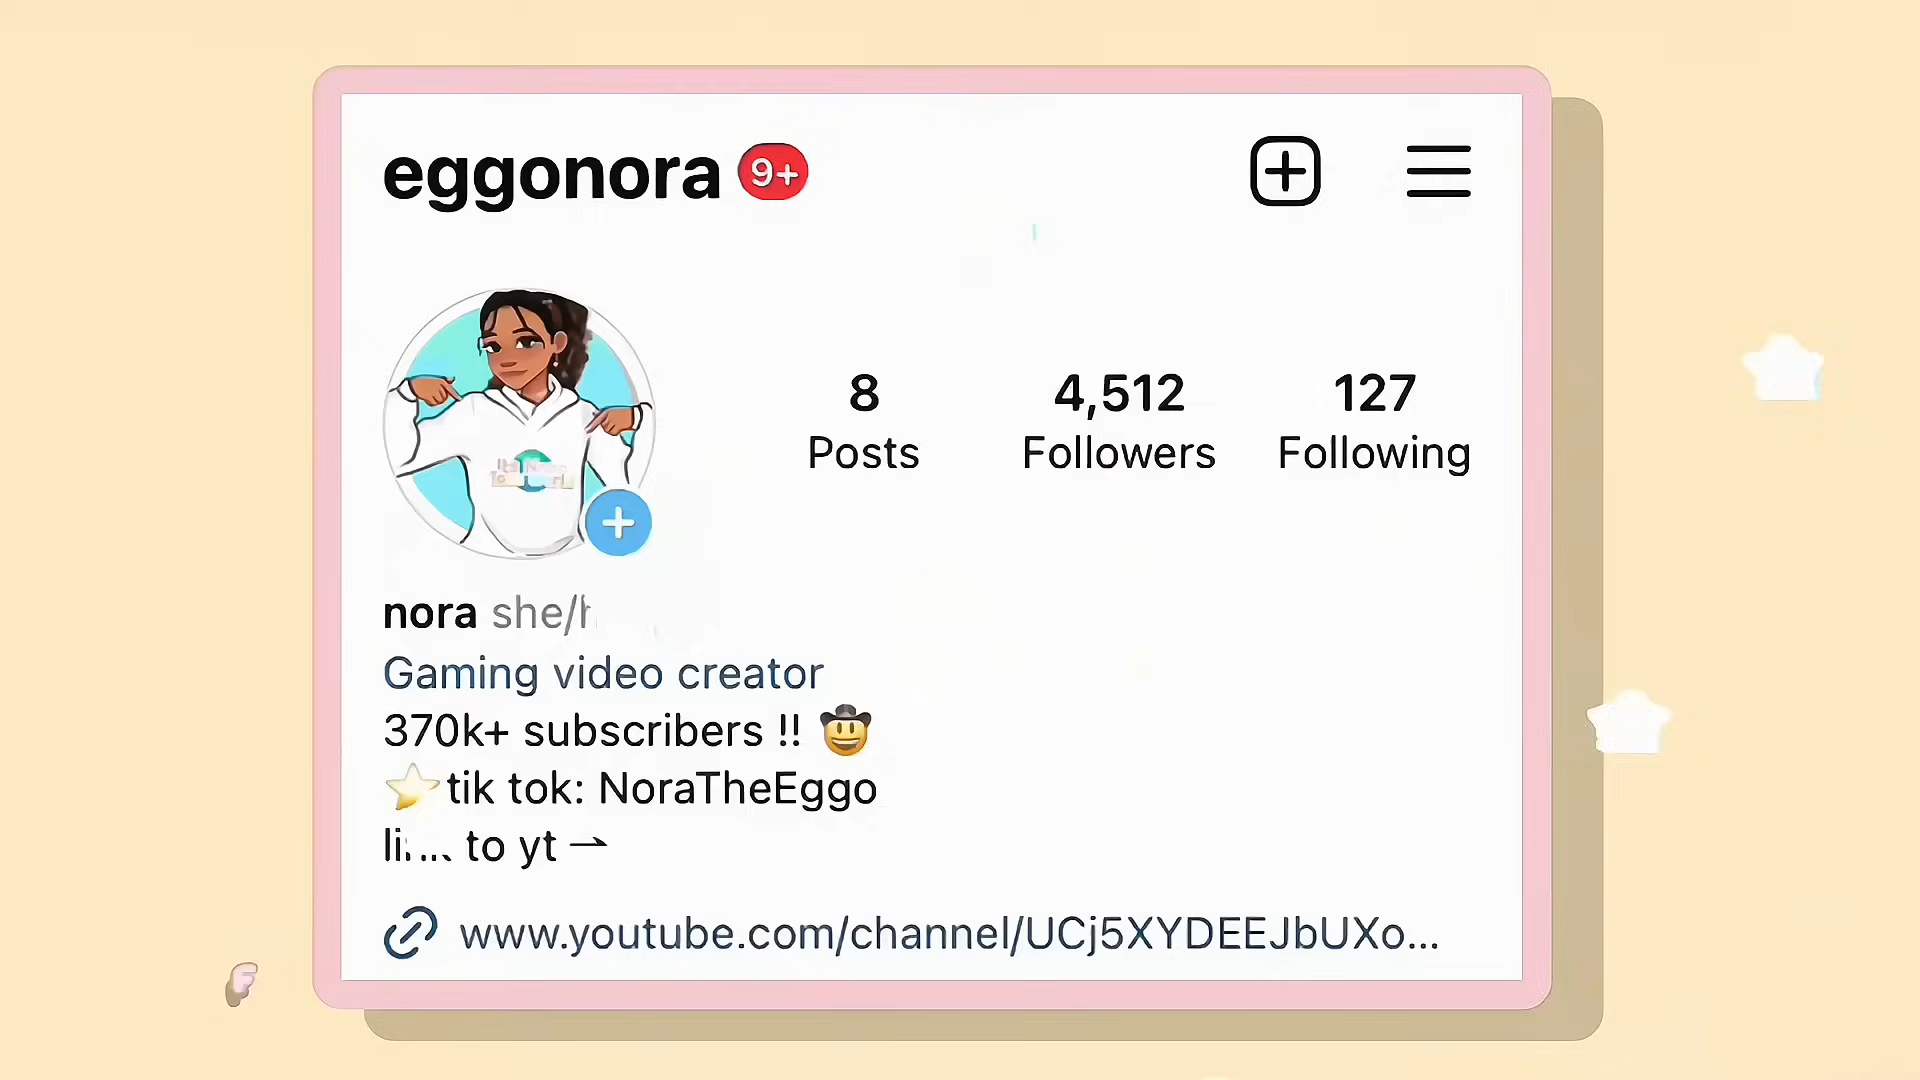 eggonora 9+
8 4,512 127
Posts Followers Following
nora she/
Gaming video creator
370k+ subscribers !!
tik tok: NoraTheEggo
to yt →
www.youtube.com/channel/UCj5XYDEEJbUXo...
F